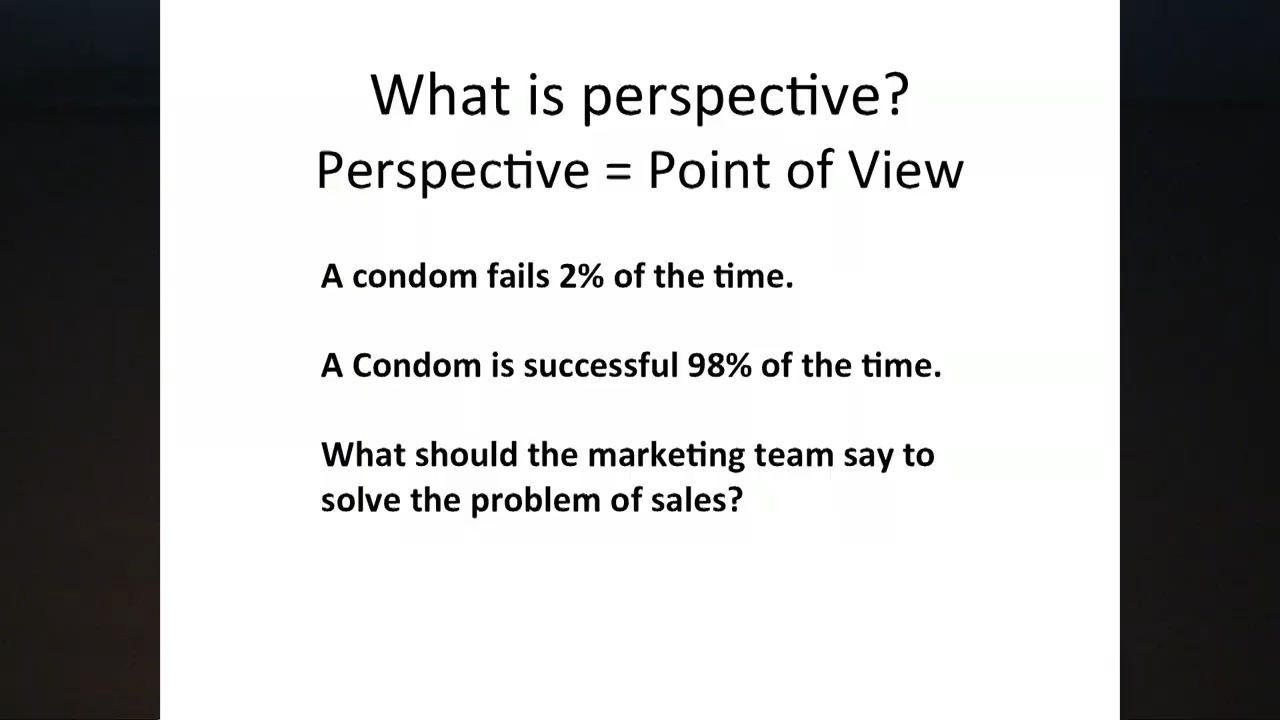 What is perspective?
Perspective = Point of View
A condom fails 2% of the time.
A Condom is successful 98% of the time.
What should the marketing team say to
solve the problem of sales?